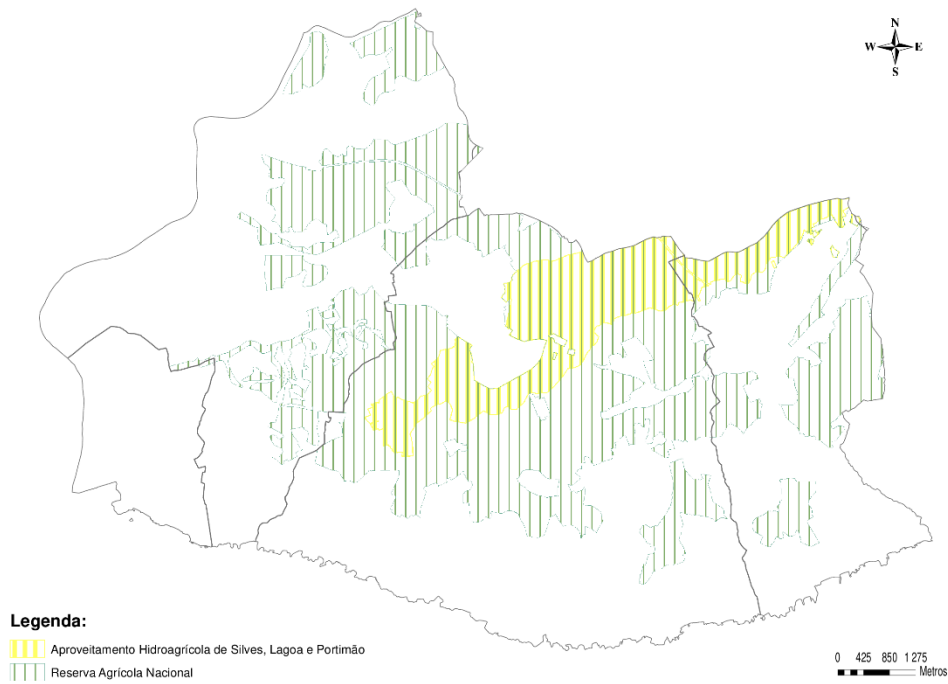 N
W E
S
Legenda:
Aproveitamento Hidroagrícola de Silves, Lagoa e Portimão
Reserva Agrícola Nacional
0 425 850 1 275
Metros